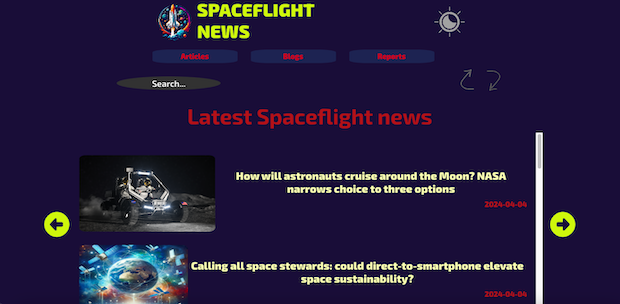 SPACEFLIGHT
NEWS
Articles
Blogs
Reports
Search...
Latest Spaceflight news
How will astronauts cruise around the Moon? NASA
narrows choice to three options
2024-04-04
Calling all space stewards: could direct-to-smartphone elevate
space sustainability?
2024-04-04